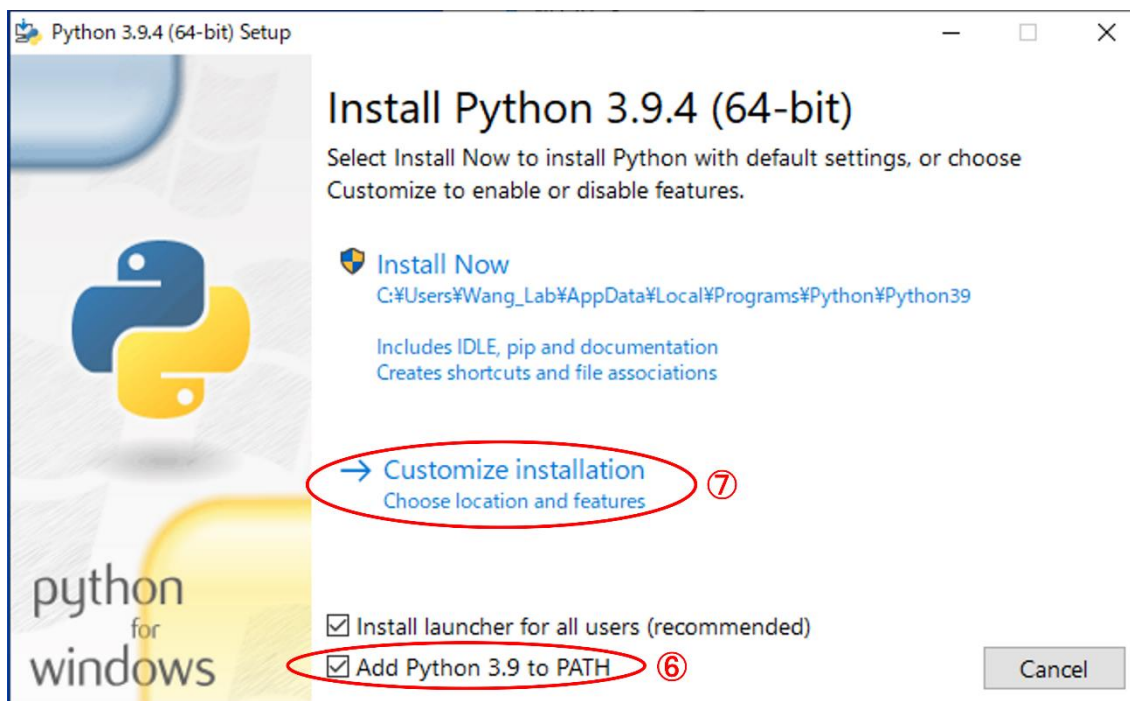 Python 3.9.4 (64-bit) Setup
Install Python 3.9.4 (64-bit)
Select Install Now to install Python with default settings, or choose
Customize to enable or disable features.
Install Now
C:¥Users¥Wang_Lab¥AppData¥Local¥Programs¥Python¥Python39
Includes IDLE, pip and documentation
Creates shortcuts and file associations
→ Customize installation ⑦
Choose location and features
python
for
windows
Install launcher for all users (recommended)
Add Python 3.9 to PATH ⑥
Cancel